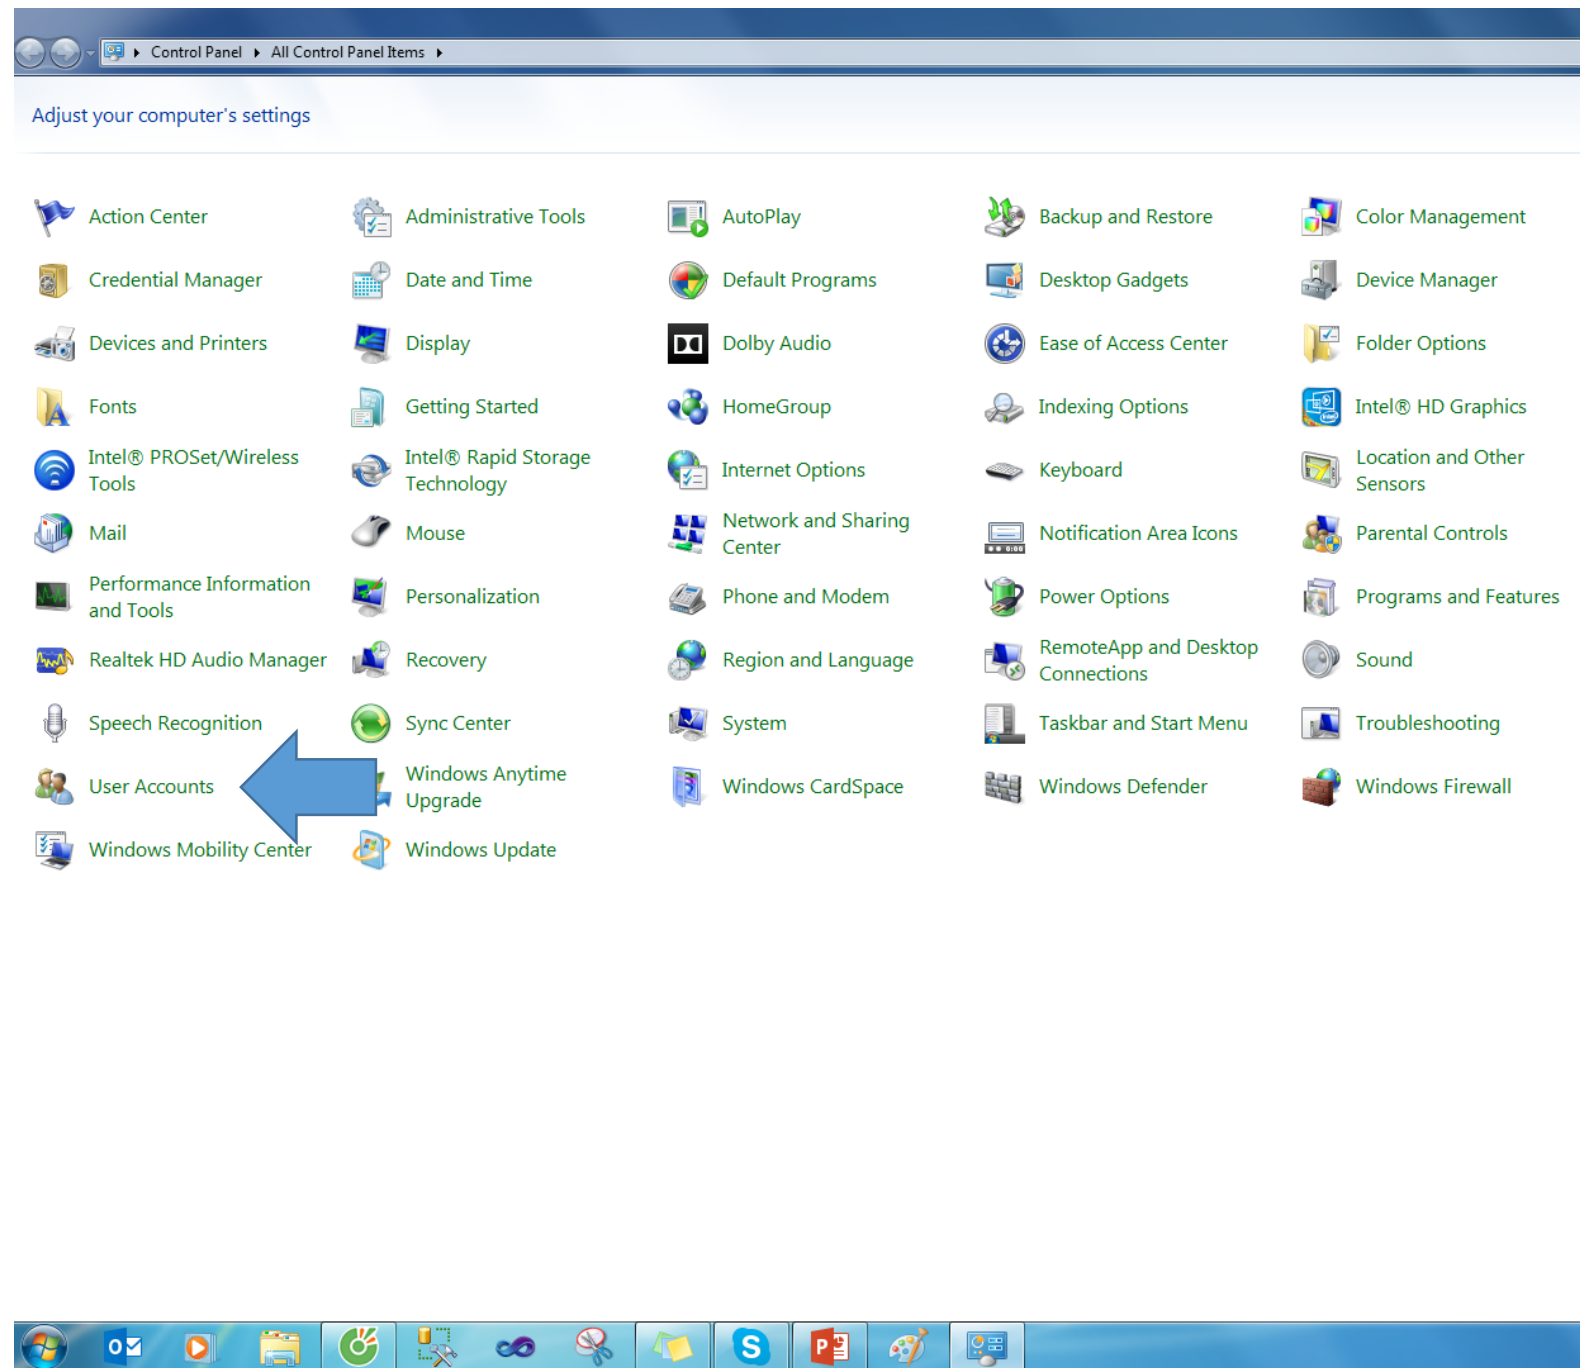 Control Panel All Control Panel Items
Adjust your computer's settings
Action Center
Administrative Tools
AutoPlay
Backup and Restore
Color Management
Credential Manager
Date and Time
Default Programs
Desktop Gadgets
Device Manager
Devices and Printers
Display
Dolby Audio
Ease of Access Center
Folder Options
Fonts
Getting Started
HomeGroup
Indexing Options
Intel® HD Graphics
Intel® PROSet/Wireless
Tools
Intel® Rapid Storage
Technology
Internet Options
Keyboard
Location and Other
Sensors
Mail
Mouse
Network and Sharing
Center
Notification Area Icons
Parental Controls
Performance Information
and Tools
Personalization
Phone and Modem
Power Options
Programs and Features
Realtek HD Audio Manager
Recovery
Region and Language
RemoteApp and Desktop
Connections
Sound
Speech Recognition
Sync Center
System
Taskbar and Start Menu
Troubleshooting
User Accounts
Windows Anytime
Upgrade
Windows CardSpace
Windows Defender
Windows Firewall
Windows Mobility Center
Windows Update